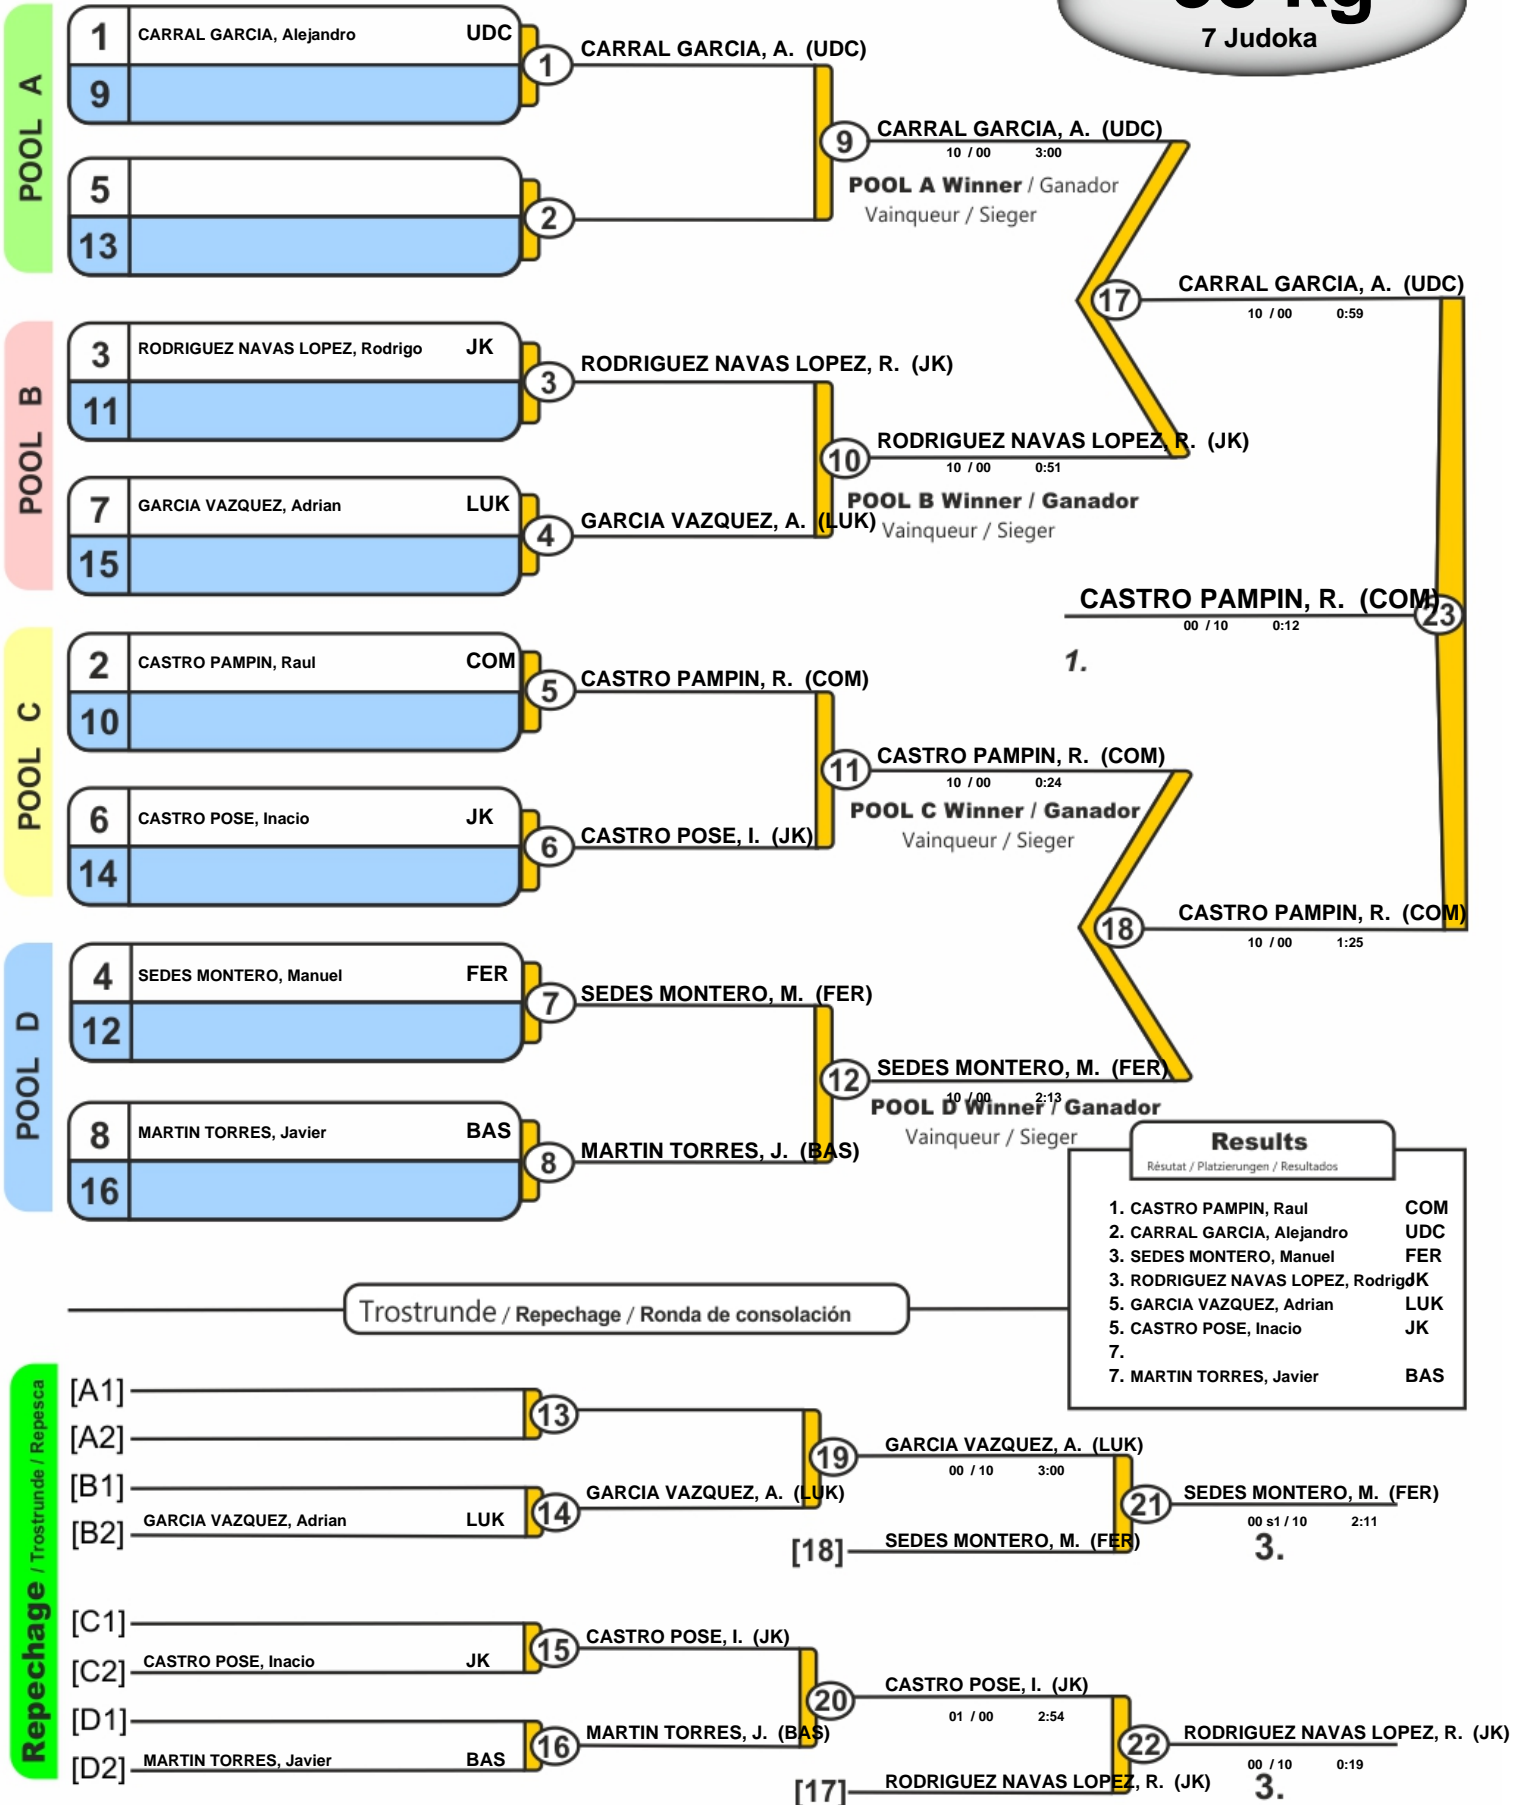 7 Judoka
POOL A
1 CARRAL GARCIA, Alejandro UDC
9
5
13
1 CARRAL GARCIA, A. (UDC)
2
9 CARRAL GARCIA, A. (UDC)
10 / 00 3:00
POOL A Winner / Ganador
Vainqueur / Sieger
POOL B
3 RODRIGUEZ NAVAS LOPEZ, Rodrigo JK
11
7 GARCIA VAZQUEZ, Adrian LUK
15
3 RODRIGUEZ NAVAS LOPEZ, R. (JK)
4 GARCIA VAZQUEZ, A. (LUK)
10 RODRIGUEZ NAVAS LOPEZ, R. (JK)
10 / 00 0:51
POOL B Winner / Ganador
Vainqueur / Sieger
17 CARRAL GARCIA, A. (UDC)
10 / 00 0:59
CASTRO PAMPIN, R. (COM) 23
00 / 10 0:12
1.
POOL C
2 CASTRO PAMPIN, Raul COM
10
6 CASTRO POSE, Inacio JK
14
5 CASTRO PAMPIN, R. (COM)
6 CASTRO POSE, I. (JK)
11 CASTRO PAMPIN, R. (COM)
10 / 00 0:24
POOL C Winner / Ganador
Vainqueur / Sieger
18 CASTRO PAMPIN, R. (COM)
10 / 00 1:25
POOL D
4 SEDES MONTERO, Manuel FER
12
8 MARTIN TORRES, Javier BAS
16
7 SEDES MONTERO, M. (FER)
8 MARTIN TORRES, J. (BAS)
12 SEDES MONTERO, M. (FER)
10 / 00 2:13
POOL D Winner / Ganador
Vainqueur / Sieger
Results
Résutat / Platzierungen / Resultados
1. CASTRO PAMPIN, Raul COM
2. CARRAL GARCIA, Alejandro UDC
3. SEDES MONTERO, Manuel FER
3. RODRIGUEZ NAVAS LOPEZ, Rodrigo JK
5. GARCIA VAZQUEZ, Adrian LUK
5. CASTRO POSE, Inacio JK
7.
7. MARTIN TORRES, Javier BAS
Trostrunde / Repechage / Ronda de consolación
Repechage / Trostrunde / Repesca
[A1]
[A2]
13
[B1]
[B2] GARCIA VAZQUEZ, Adrian LUK
14 GARCIA VAZQUEZ, A. (LUK)
19 GARCIA VAZQUEZ, A. (LUK)
00 / 10 3:00
[18] SEDES MONTERO, M. (FER)
21 SEDES MONTERO, M. (FER)
00 s1 / 10 2:11
3.
[C1]
[C2] CASTRO POSE, Inacio JK
15 CASTRO POSE, I. (JK)
[D1]
[D2] MARTIN TORRES, Javier BAS
16 MARTIN TORRES, J. (BAS)
20 CASTRO POSE, I. (JK)
01 / 00 2:54
[17] RODRIGUEZ NAVAS LOPEZ, R. (JK)
22 RODRIGUEZ NAVAS LOPEZ, R. (JK)
00 / 10 0:19
3.